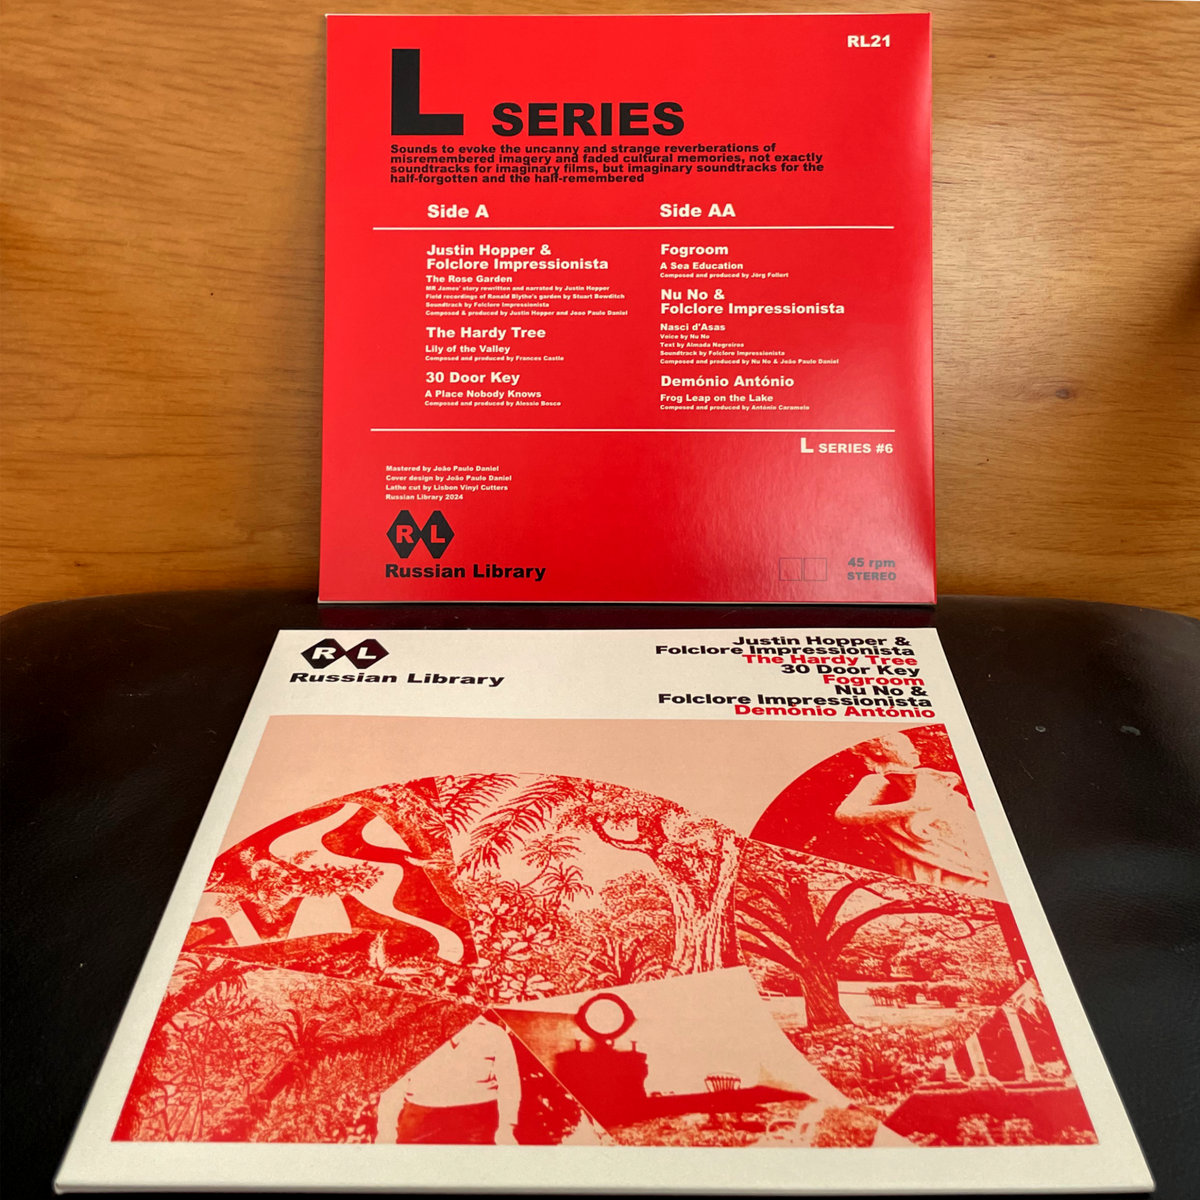 RL21
L SERIES
Sounds to evoke the uncanny and strange reverberations of
misremembered imagery and faded cultural memories, not exactly
soundtracks for imaginary films, but imaginary soundtracks for the
half-forgotten and the half-remembered
Side A
Justin Hopper &
Folclore Impressionista
The Rose Garden
MR James' story rewritten and narrated by Justin Hopper
Field recordings of Ronald Blythe's garden by Stuart Bowditch
Soundtrack by Folclore Impressionista
Composed & produced by Justin Hopper and Joao Paulo Daniel
The Hardy Tree
Lily of the Valley
Composed and produced by Frances Castle
30 Door Key
A Place Nobody Knows
Composed and produced by Alessio Bosco
Side AA
Fogroom
A Sea Education
Composed and produced by Jörg Follert
Nu No &
Folclore Impressionista
Nasci d'Asas
Voice by Nu No
Text by Almada Negreiros
Soundtrack by Folclore Impressionista
Composed and produced by Nu No & João Paulo Daniel
Demónio António
Frog Leap on the Lake
Composed and produced by António Caramelo
L SERIES #6
Mastered by João Paulo Daniel
Cover design by João Paulo Daniel
Lathe cut by Lisbon Vinyl Cutters
Russian Library 2024
RL
Russian Library
45 rpm
STEREO
RL
Russian Library
Justin Hopper &
Folclore Impressionista
The Hardy Tree
30 Door Key
Fogroom
Nu No &
Folclore Impressionista
Demónio António